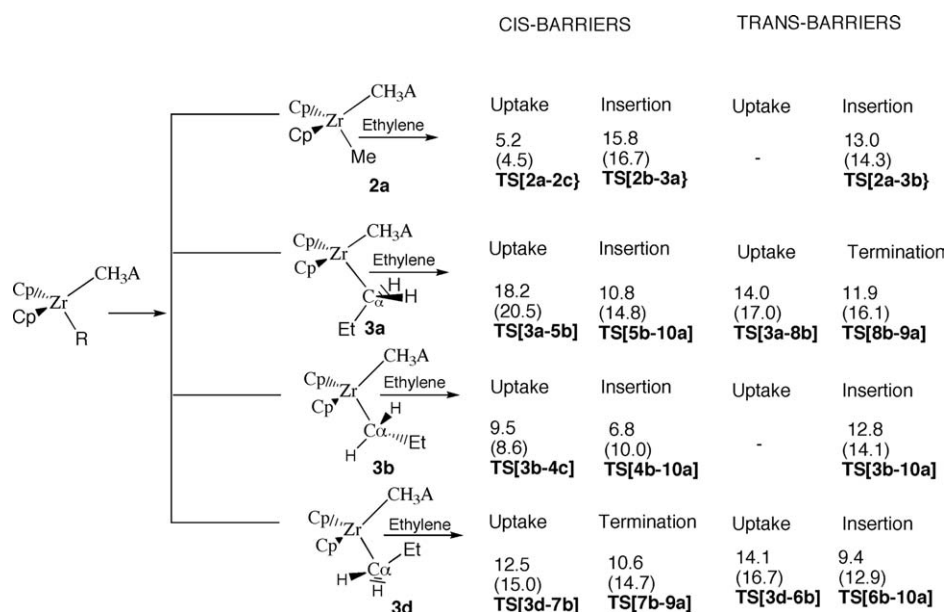 CIS-BARRIERS TRANS-BARRIERS
Cp
Cp
Zr
CH3A
Me
2a
Ethylene
Uptake Insertion Uptake Insertion
5.2 15.8 13.0
(4.5) (16.7) - (14.3)
TS[2a-2c} TS[2b-3a} TS[2a-3b}
Cp
Cp
Zr
CH3A
Cα
H
H
Et
3a
Ethylene
Uptake Insertion Uptake Termination
18.2 10.8 14.0 11.9
(20.5) (14.8) (17.0) (16.1)
TS[3a-5b} TS[5b-10a] TS[3a-8b} TS[8b-9a]
Cp
Cp
Zr
CH3A
R
Cp
Cp
Zr
CH3A
H
Cα
H
Et
3b
Ethylene
Uptake Insertion Uptake Insertion
9.5 6.8 12.8
(8.6) (10.0) - (14.1)
TS[3b-4c] TS[4b-10a] TS[3b-10a]
Cp
Cp
Zr
CH3A
Et
Cα
H
H
3d
Ethylene
Uptake Termination Uptake Insertion
12.5 10.6 14.1 9.4
(15.0) (14.7) (16.7) (12.9)
TS[3d-7b} TS[7b-9a] TS[3d-6b} TS[6b-10a]